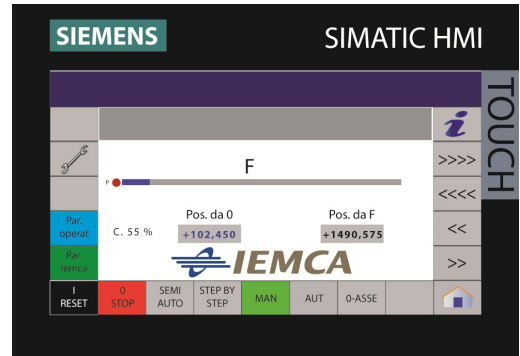 SIEMENS
SIMATIC HMI
TOUCH
i
>>>>
F
P
<<<<
Par.
operat
C. 55 %
Pos. da 0
+102,450
Pos. da F
+1490,575
<<
Par.
Iemca
IEMCA
>>
I
RESET
0
STOP
SEMI
AUTO
STEP BY
STEP
MAN
AUT
0-ASSE